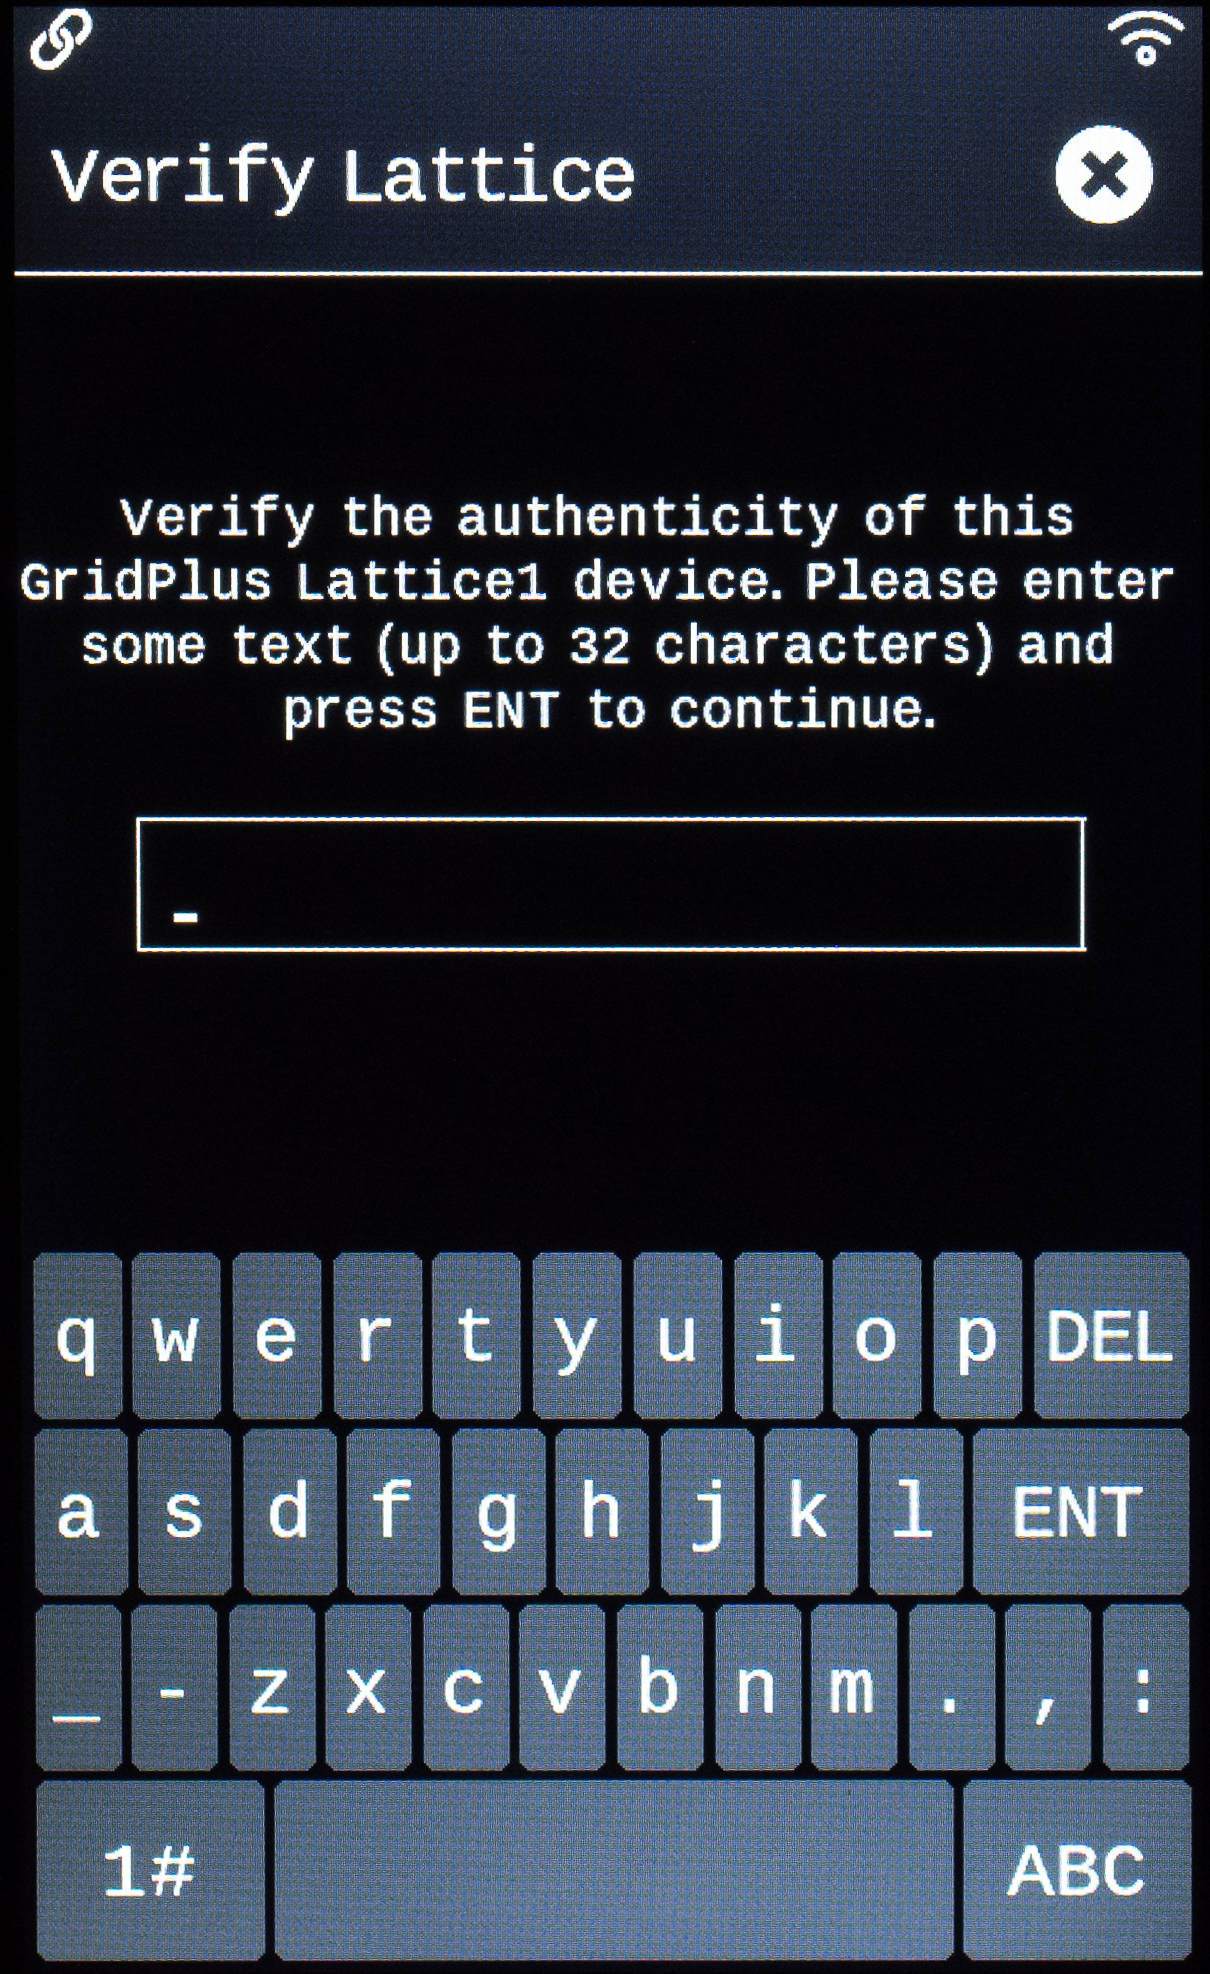 Verify Lattice
Verify the authenticity of this
GridPlus Lattice1 device. Please enter
some text (up to 32 characters) and
press ENT to continue.
_
q w e r t y u i o p DEL
a s d f g h j k l ENT
_ - z x c v b n m . , :
1# ABC